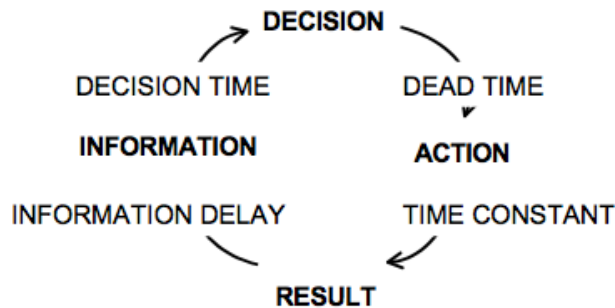 DECISION
DECISION TIME
DEAD TIME
INFORMATION
ACTION
INFORMATION DELAY
TIME CONSTANT
RESULT